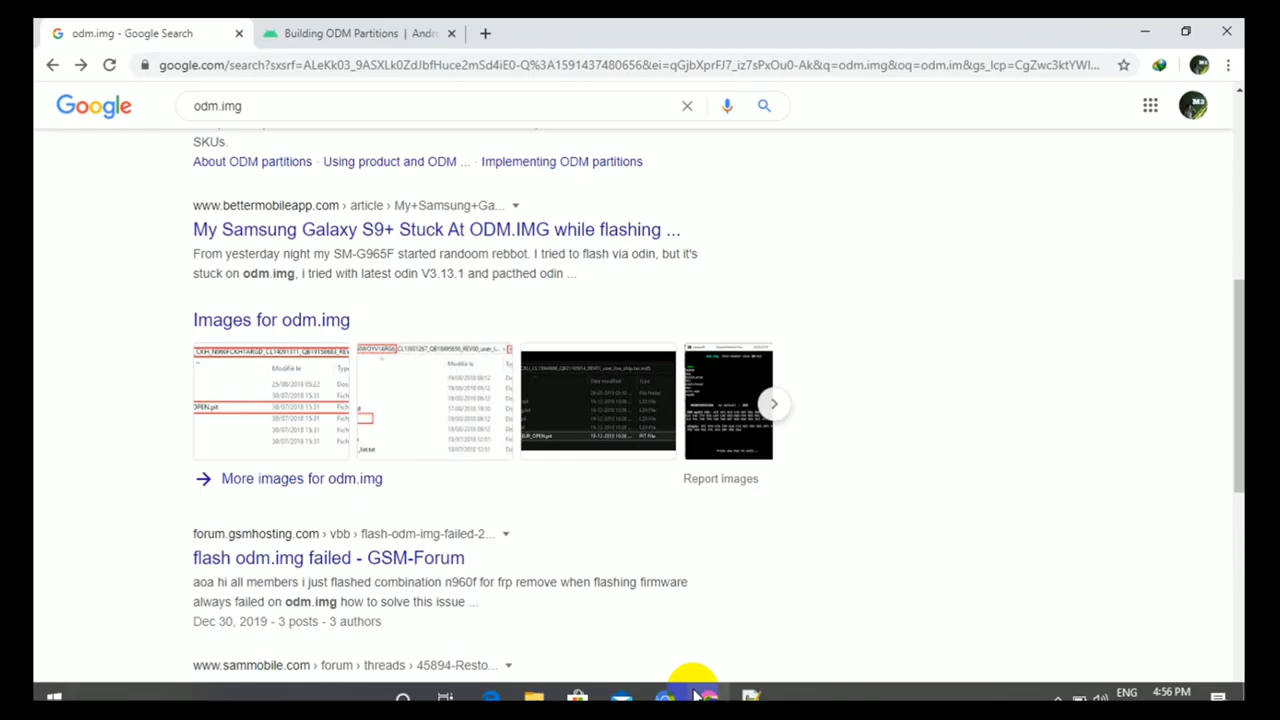 odm.img - Google Search
Building ODM Partitions | Andr
google.com/search?sxsrf=ALeKk03_9ASXLk0ZdJbfHuce2mSd4iE0-Q%3A1591437480656&ei=qGjbXprFJ7_iz7sPxOu0-Ak&q=odm.img&oq=odm.im&gs_lcp=CgZwc3ktYWI...
Google
odm.img
SKUs.
About ODM partitions · Using product and ODM ... · Implementing ODM partitions
www.bettermobileapp.com › article › My+Samsung+Ga...
My Samsung Galaxy S9+ Stuck At ODM.IMG while flashing ...
From yesterday night my SM-G965F started randoom rebbot. I tried to flash via odin, but it's
stuck on odm.img, i tried with latest odin V3.13.1 and pacthed odin ...
Images for odm.img
More images for odm.img
Report images
forum.gsmhosting.com › vbb › flash-odm-img-failed-2...
flash odm.img failed - GSM-Forum
aoa hi all members i just flashed combination n960f for frp remove when flashing firmware
always failed on odm.img how to solve this issue ...
Dec 30, 2019 - 3 posts - 3 authors
www.sammobile.com › forum › threads › 45894-Resto...
ENG
4:56 PM